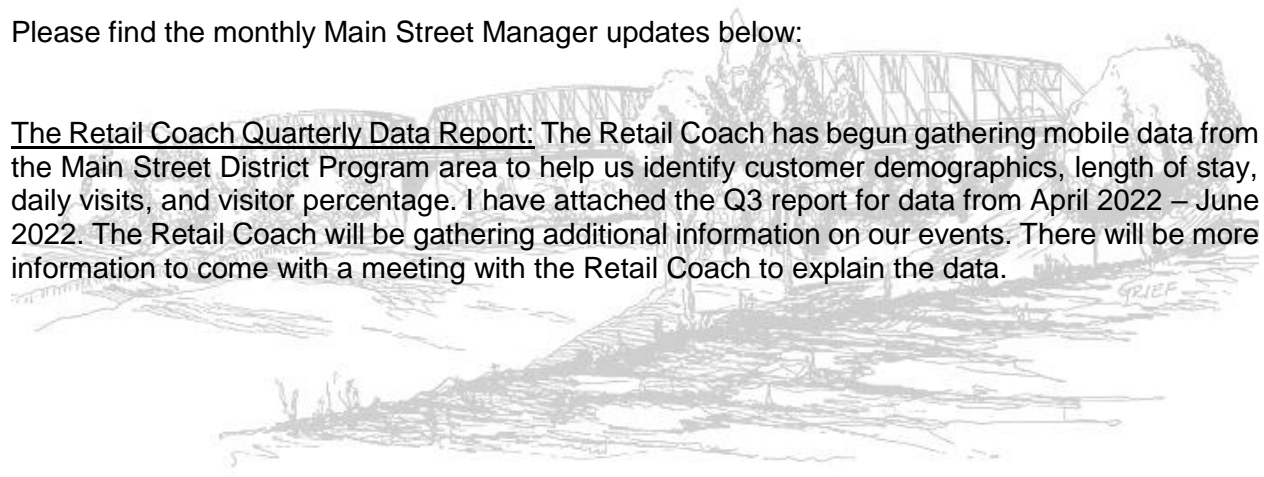 Please find the monthly Main Street Manager updates below:
The Retail Coach Quarterly Data Report: The Retail Coach has begun gathering mobile data from
the Main Street District Program area to help us identify customer demographics, length of stay,
daily visits, and visitor percentage. I have attached the Q3 report for data from April 2022 – June
2022. The Retail Coach will be gathering additional information on our events. There will be more
information to come with a meeting with the Retail Coach to explain the data.
GRIEF